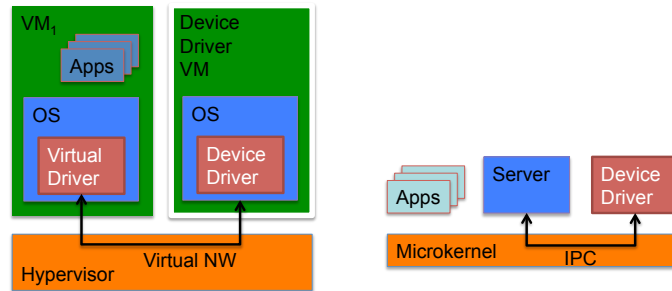 VM1
Apps
OS
Virtual
Driver
Device
Driver
VM
OS
Device
Driver
Virtual NW
Hypervisor
Apps
Server
Device
Driver
Microkernel
IPC